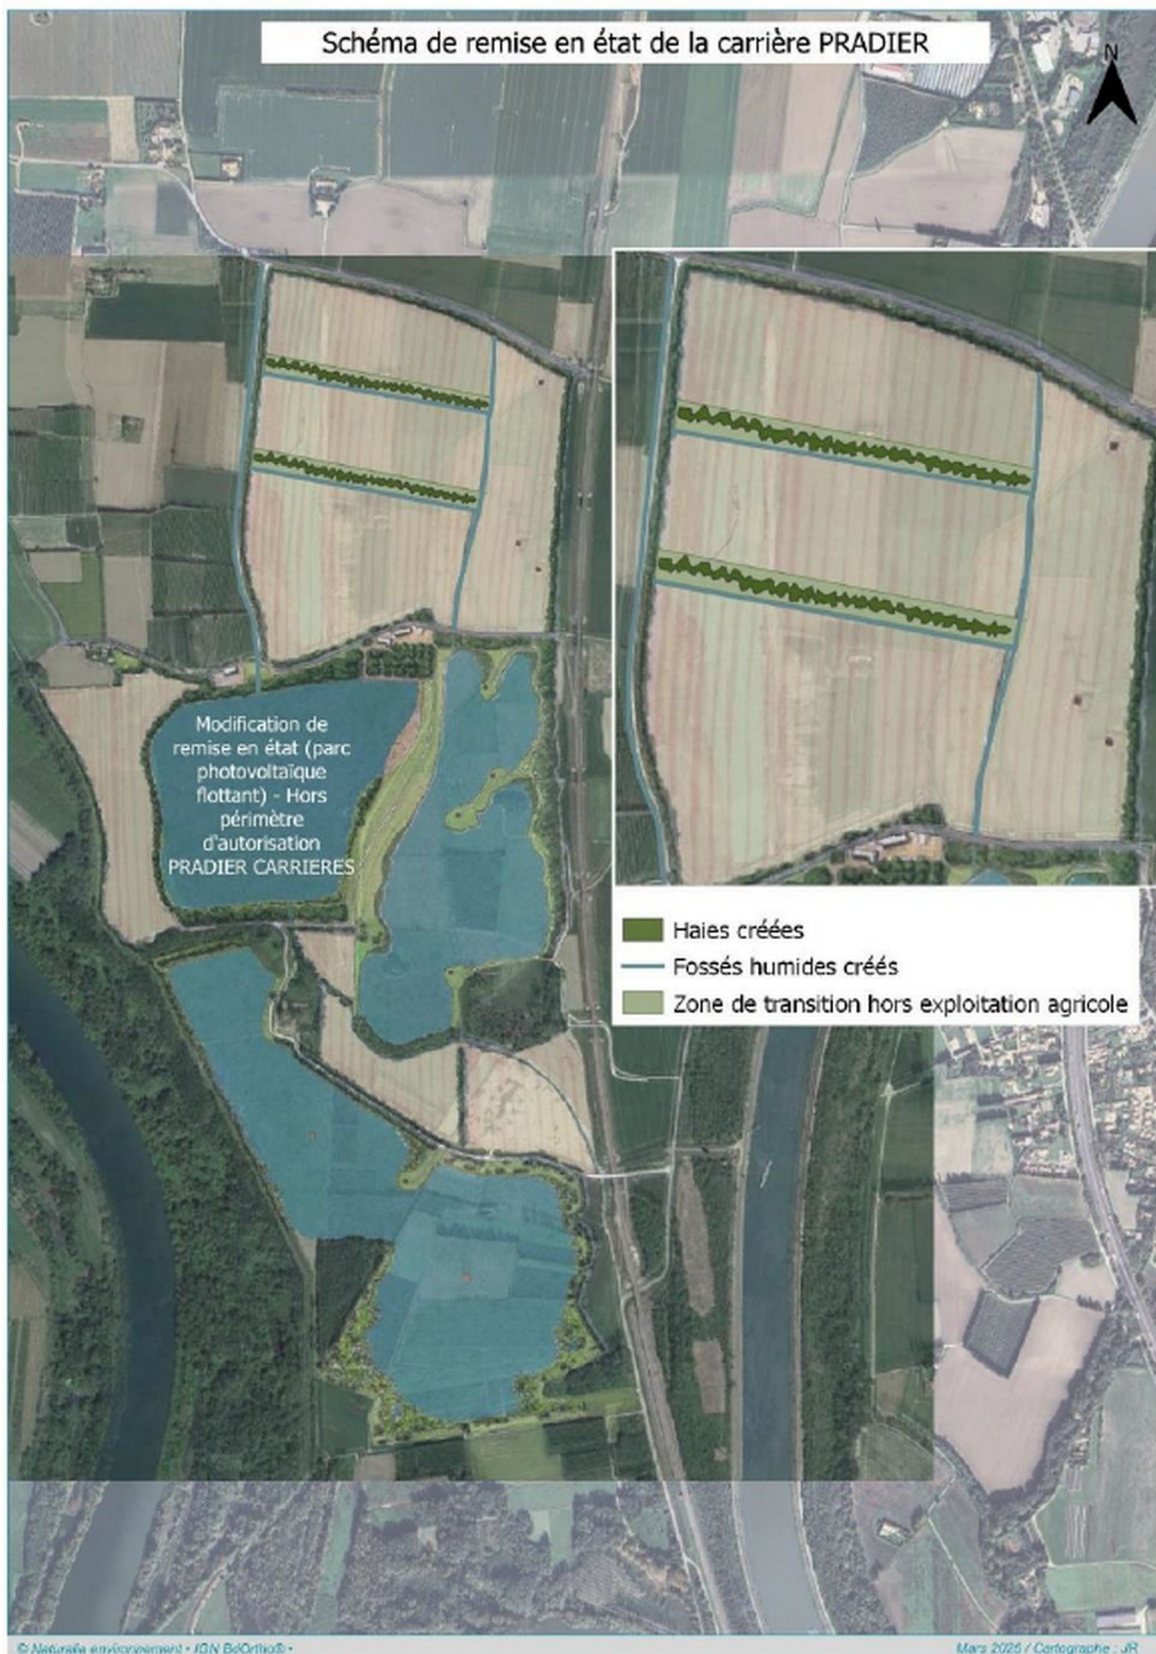 Schéma de remise en état de la carrière PRADIER
N
Modification de
remise en état (parc
photovoltaïque
flottant) - Hors
périmètre
d'autorisation
PRADIER CARRIERES
Haies créées
Fossés humides créés
Zone de transition hors exploitation agricole
© Naturalia environnement • IGN BdOrtho® •
Mars 2025 / Cartographe : JR